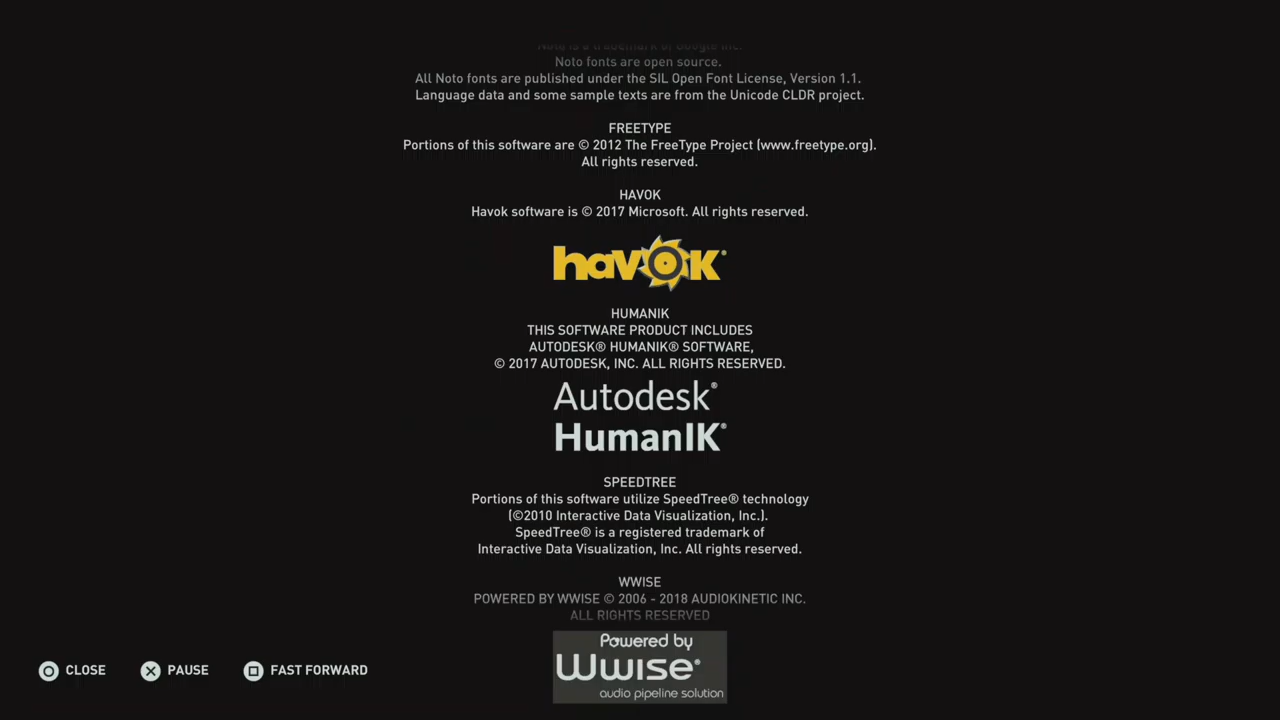 Noto is a trademark of Google Inc.
Noto fonts are open source.
All Noto fonts are published under the SIL Open Font License, Version 1.1.
Language data and some sample texts are from the Unicode CLDR project.
FREETYPE
Portions of this software are © 2012 The FreeType Project (www.freetype.org).
All rights reserved.
HAVOK
Havok software is © 2017 Microsoft. All rights reserved.
havok®
HUMANIK
THIS SOFTWARE PRODUCT INCLUDES
AUTODESK® HUMANIK® SOFTWARE,
© 2017 AUTODESK, INC. ALL RIGHTS RESERVED.
Autodesk®
HumanIK®
SPEEDTREE
Portions of this software utilize SpeedTree® technology
(©2010 Interactive Data Visualization, Inc.).
SpeedTree® is a registered trademark of
Interactive Data Visualization, Inc. All rights reserved.
WWISE
POWERED BY WWISE © 2006 - 2018 AUDIOKINETIC INC.
ALL RIGHTS RESERVED
Powered by
Wwise®
audio pipeline solution
CLOSE PAUSE FAST FORWARD